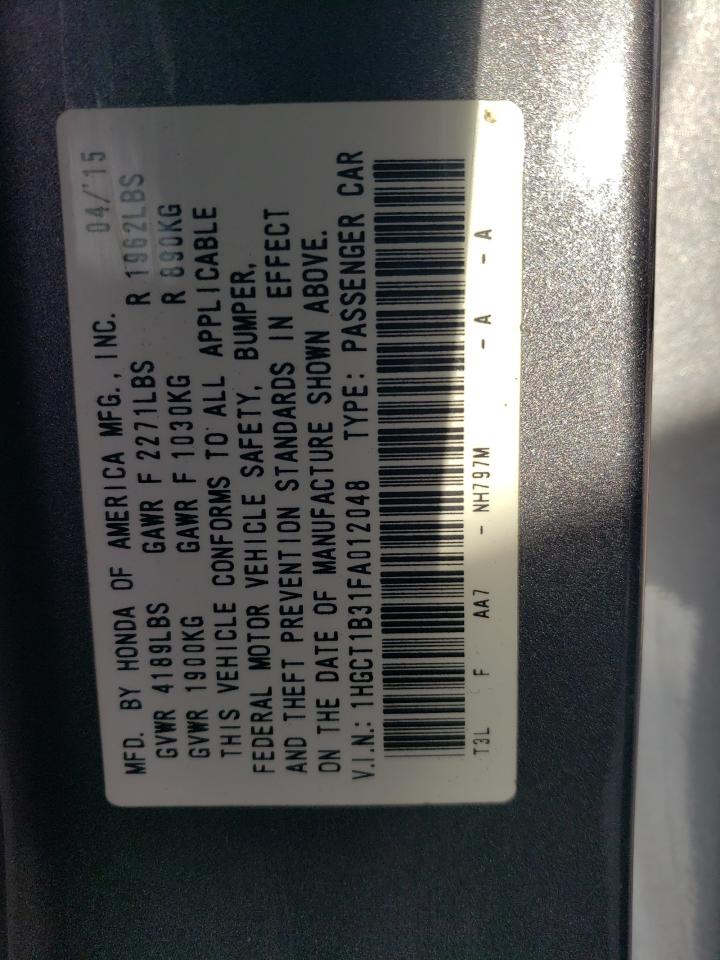 MFD. BY HONDA OF AMERICA MFG., INC. 04/'15
GVWR 4189LBS GAWR F 2271LBS R 1962LBS
GVWR 1900KG GAWR F 1030KG R 890KG
THIS VEHICLE CONFORMS TO ALL APPLICABLE
FEDERAL MOTOR VEHICLE SAFETY, BUMPER,
AND THEFT PREVENTION STANDARDS IN EFFECT
ON THE DATE OF MANUFACTURE SHOWN ABOVE.
V.I.N.: 1HGCT1B31FA012048 TYPE: PASSENGER CAR
T3L F AA7 - NH797M - A - A